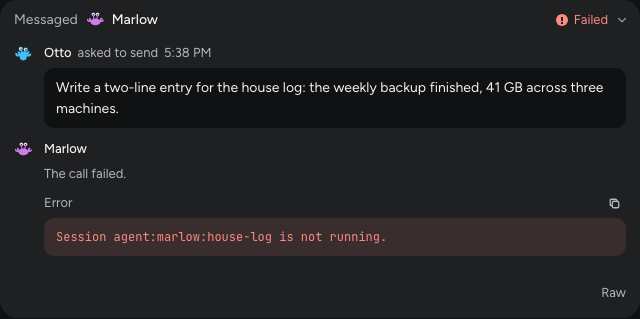 Messaged Marlow Failed
Otto asked to send 5:38 PM
Write a two-line entry for the house log: the weekly backup finished, 41 GB across three
machines.
Marlow
The call failed.
Error
Session agent:marlow:house-log is not running.
Raw